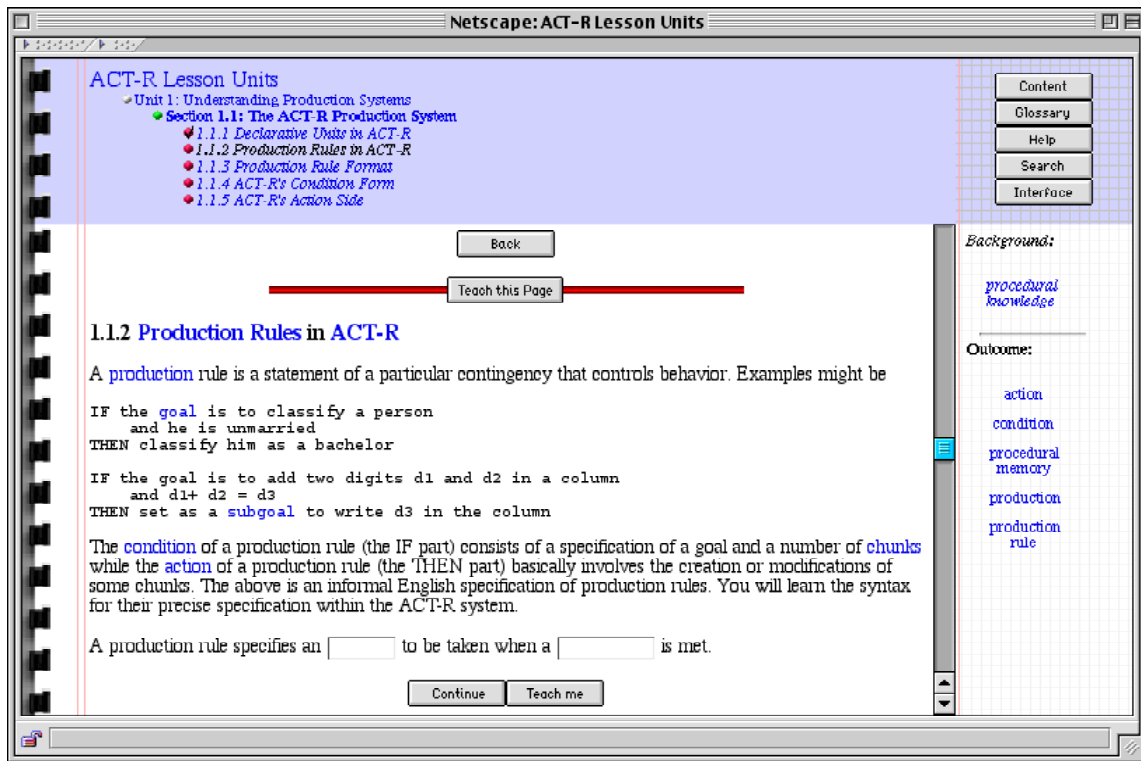 Netscape: ACT-R Lesson Units
ACT-R Lesson Units
Unit 1: Understanding Production Systems
Section 1.1: The ACT-R Production System
1.1.1 Declarative Units in ACT-R
1.1.2 Production Rules in ACT-R
1.1.3 Production Rule Format
1.1.4 ACT-R's Condition Form
1.1.5 ACT-R's Action Side
Content
Glossary
Help
Search
Interface
Back
Teach this Page
1.1.2 Production Rules in ACT-R
A production rule is a statement of a particular contingency that controls behavior. Examples might be
IF the goal is to classify a person
and he is unmarried
THEN classify him as a bachelor
IF the goal is to add two digits d1 and d2 in a column
and d1+ d2 = d3
THEN set as a subgoal to write d3 in the column
The condition of a production rule (the IF part) consists of a specification of a goal and a number of chunks
while the action of a production rule (the THEN part) basically involves the creation or modifications of
some chunks. The above is an informal English specification of production rules. You will learn the syntax
for their precise specification within the ACT-R system.
A production rule specifies an to be taken when a is met.
Continue
Teach me
Background:
procedural
knowledge
Outcome:
action
condition
procedural
memory
production
production
rule